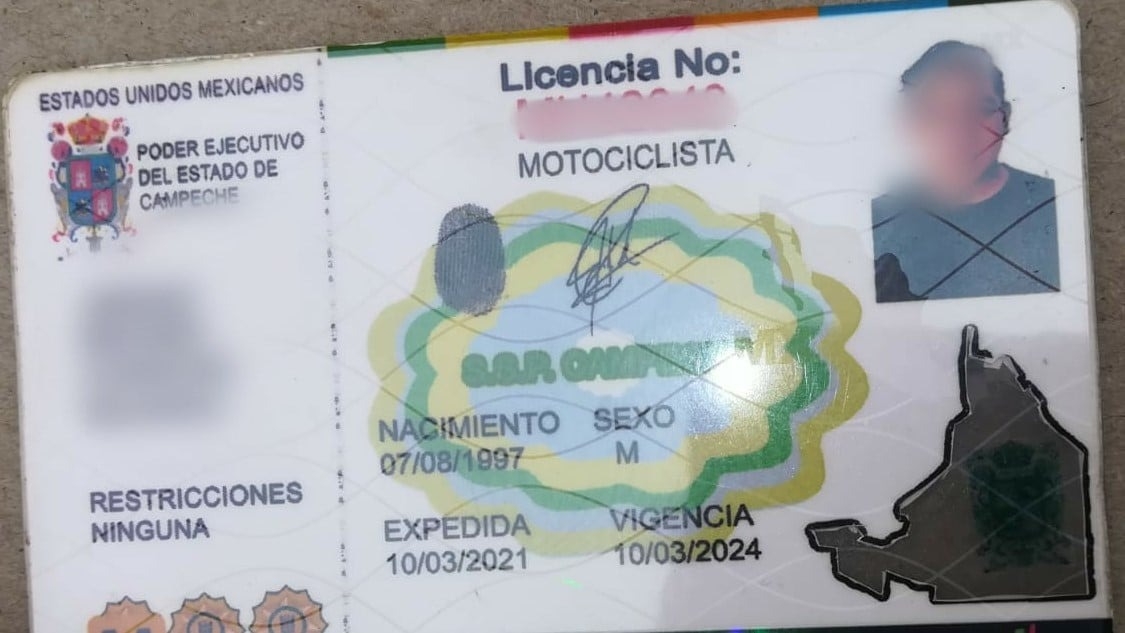 ESTADOS UNIDOS MEXICANOS
PODER EJECUTIVO
DEL ESTADO DE
CAMPECHE
RESTRICCIONES
NINGUNA
Licencia No:
MOTOCICLISTA
S.S.P.
NACIMIENTO SEXO
07/08/1997 M
EXPEDIDA VIGENCIA
10/03/2021 10/03/2024